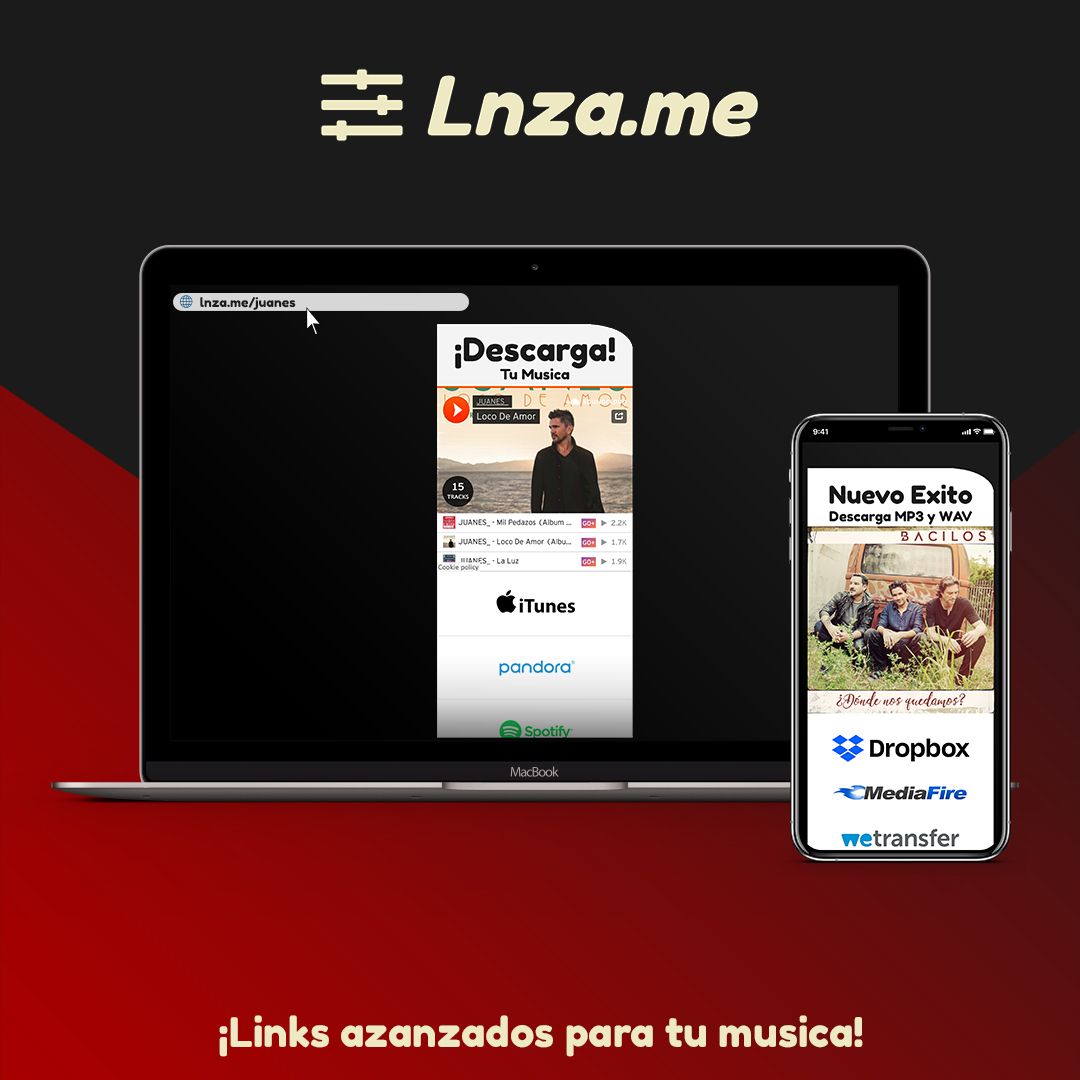 Lnza.me
lnza.me/juanes
¡Descarga!
Tu Musica
LOCO DE AMOR
JUANES_
Loco De Amor
15
TRACKS
JUANES_ - Mil Pedazos (Album ...
GO+
2.2K
JUANES_ - Loco De Amor (Albu...
GO+
1.7K
JUANES_ - La Luz
GO+
1.9K
Cookie policy
iTunes
pandora®
Spotify®
MacBook
9:41
Nuevo Exito
Descarga MP3 y WAV
BACILOS
¿Dónde nos quedamos?
Dropbox
MediaFire
wetransfer
¡Links azanzados para tu musica!